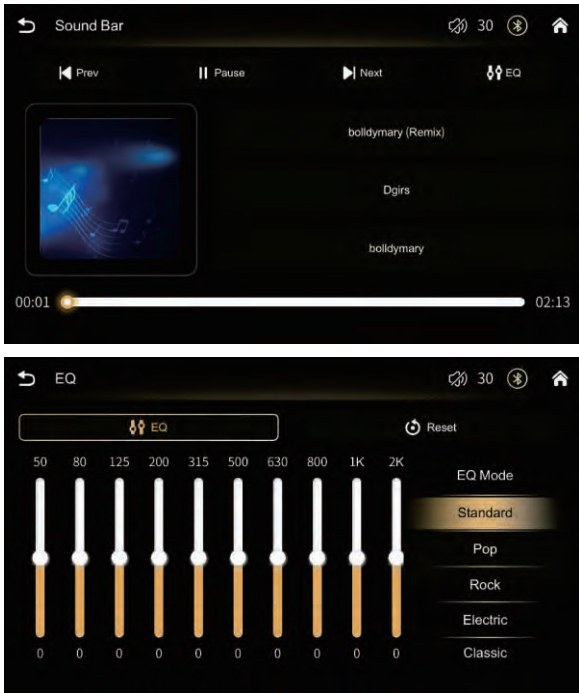 Sound Bar 30
Prev Pause Next EQ
bolldymary (Remix)
Dgirs
bolldymary
00:01 02:13
EQ 30
EQ Reset
50 80 125 200 315 500 630 800 1K 2K
EQ Mode
Standard
Pop
Rock
Electric
0 0 0 0 0 0 0 0 0 0 Classic